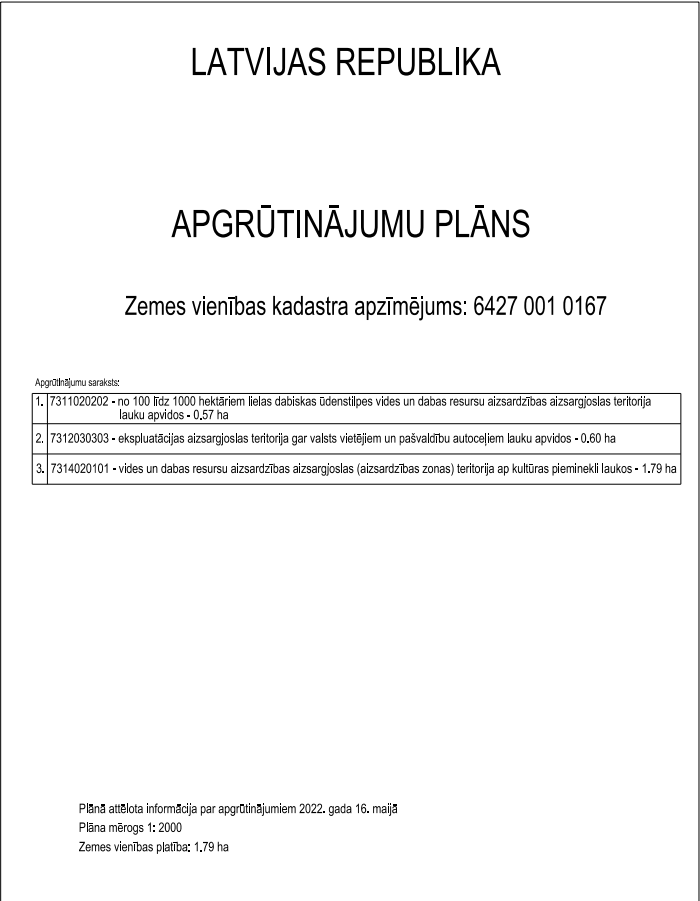 LATVIJAS REPUBLIKA
APGRŪTINĀJUMU PLĀNS
Zemes vienības kadastra apzīmējums: 6427 001 0167
Apgrūtinājumu saraksts:
1. 7311020202 - no 100 līdz 1000 hektāriem lielas dabiskas ūdenstilpes vides un dabas resursu aizsardzības aizsargjoslas teritorija
lauku apvidos - 0.57 ha
2. 7312030303 - ekspluatācijas aizsargjoslas teritorija gar valsts vietējiem un pašvaldību autoceļiem lauku apvidos - 0.60 ha
3. 7314020101 - vides un dabas resursu aizsardzības aizsargjoslas (aizsardzības zonas) teritorija ap kultūras pieminekli laukos - 1.79 ha
Plānā attēlota informācija par apgrūtinājumiem 2022. gada 16. maijā
Plāna mērogs 1: 2000
Zemes vienības platība: 1.79 ha